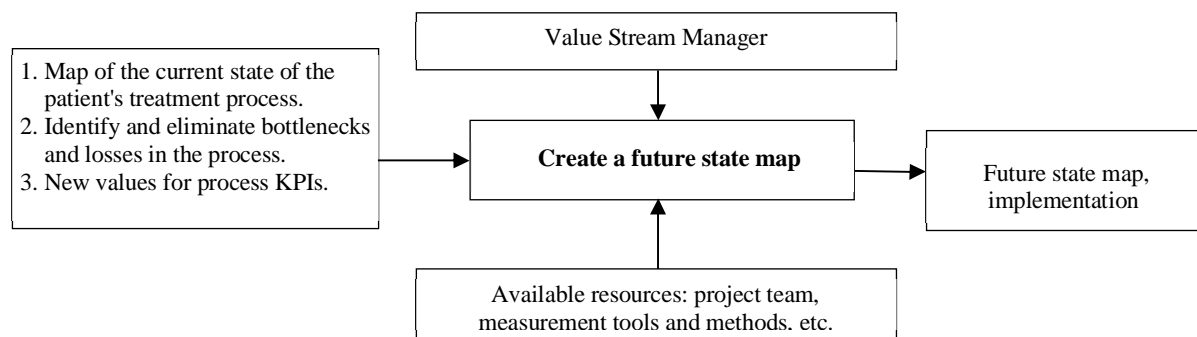 Value Stream Manager
1. Map of the current state of the
patient's treatment process.
2. Identify and eliminate bottlenecks
and losses in the process.
3. New values for process KPIs.
Create a future state map
Future state map,
implementation
Available resources: project team,
measurement tools and methods, etc.